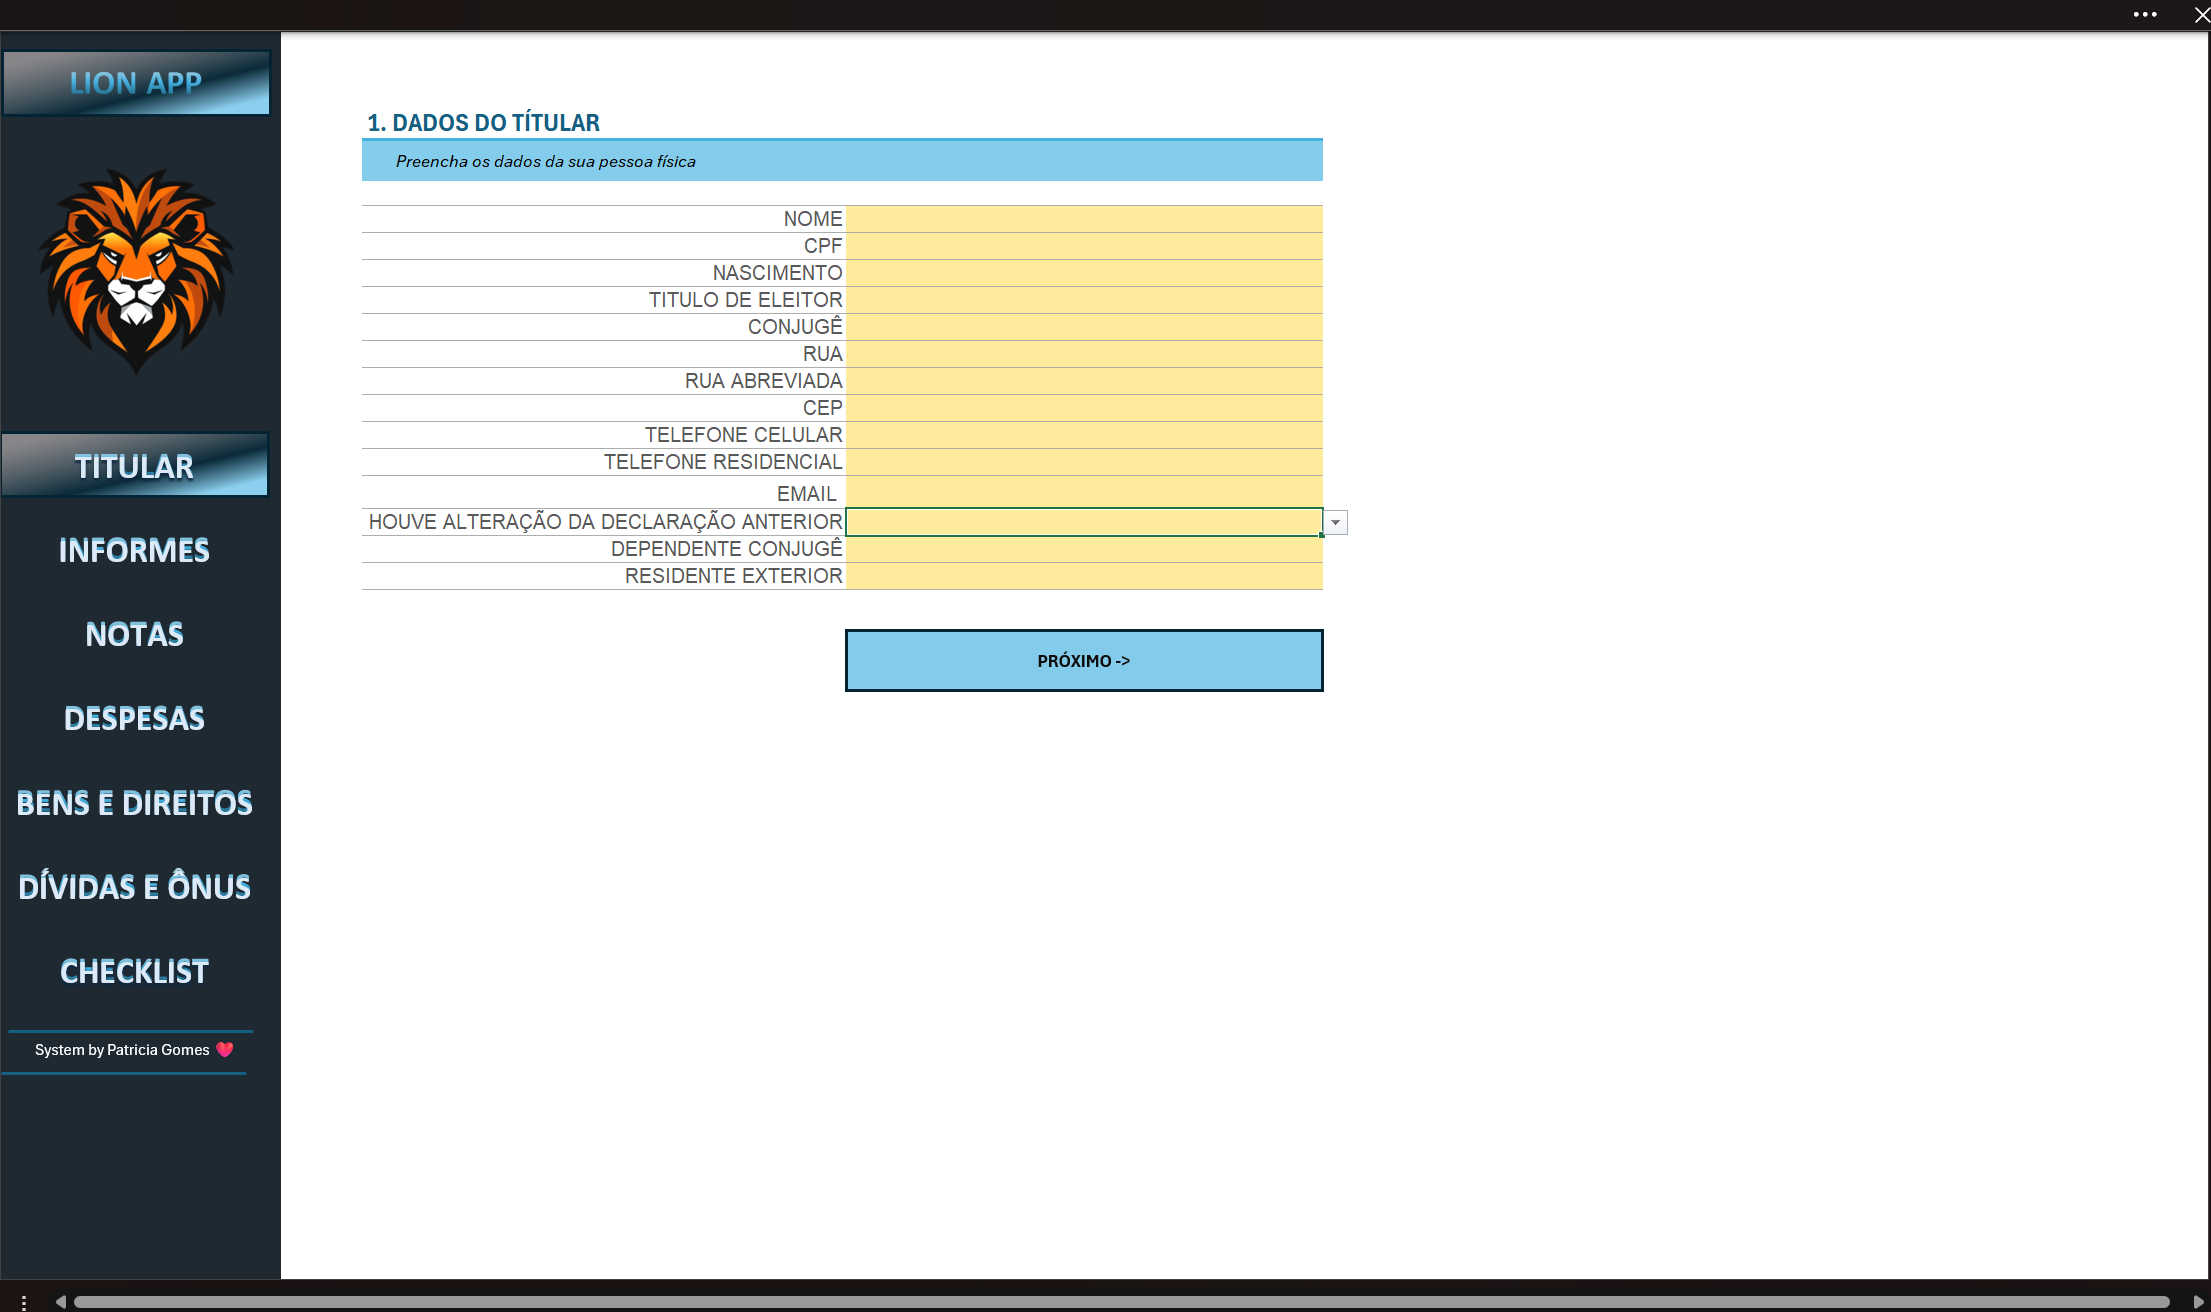 LION APP
TITULAR
INFORMES
NOTAS
DESPESAS
BENS E DIREITOS
DÍVIDAS E ÔNUS
CHECKLIST
System by Patricia Gomes
1. DADOS DO TÍTULAR
Preencha os dados da sua pessoa física
NOME
CPF
NASCIMENTO
TITULO DE ELEITOR
CONJUGÊ
RUA
RUA ABREVIADA
CEP
TELEFONE CELULAR
TELEFONE RESIDENCIAL
EMAIL
HOUVE ALTERAÇÃO DA DECLARAÇÃO ANTERIOR
DEPENDENTE CONJUGÊ
RESIDENTE EXTERIOR
PRÓXIMO ->